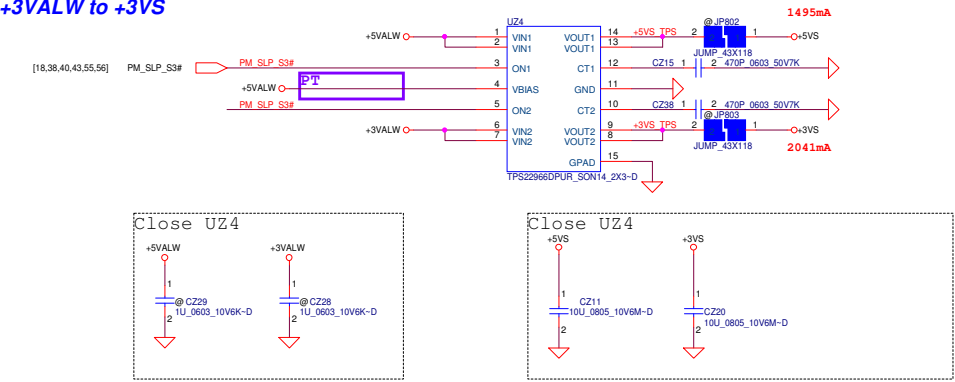 +3VALW to +3VS
1495mA
UZ4
@ JP802
+5VALW 1 VIN1 VOUT1 14 +5VS_TPS 2 1 +5VS
2 VIN1 VOUT1 13 JUMP_43X118
[18,38,40,43,55,56] PM_SLP_S3# PM_SLP_S3# 3 ON1 CT1 12 CZ15 1 2 470P_0603_50V7K
PT
+5VALW 4 VBIAS GND 11
PM_SLP_S3# 5 ON2 CT2 10 CZ38 1 2 470P_0603_50V7K
@ JP803
+3VALW 6 VIN2 VOUT2 9 +3VS_TPS 2 1 +3VS
7 VIN2 VOUT2 8 JUMP_43X118
2041mA
GPAD 15
TPS22966DPUR_SON14_2X3~D
Close UZ4 Close UZ4
+5VALW +3VALW +5VS +3VS
1 1 1 1
@ CZ29 @ CZ28 CZ11 CZ20
1U_0603_10V6K~D 1U_0603_10V6K~D 10U_0805_10V6M~D 10U_0805_10V6M~D
2 2 2 2